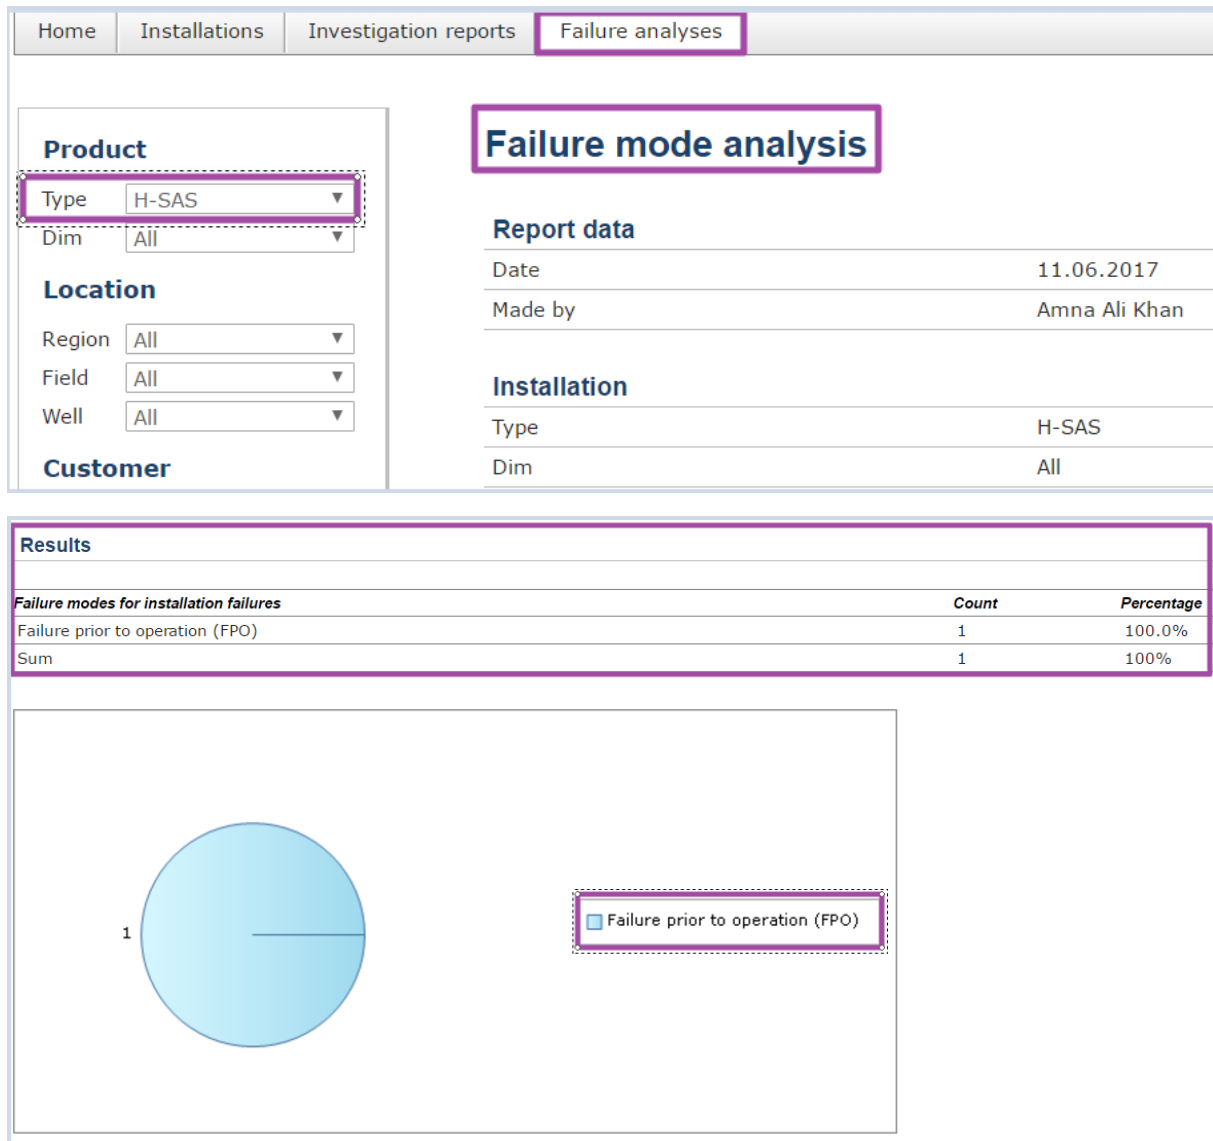 Home Installations Investigation reports Failure analyses
Product
Type H-SAS
Dim All
Location
Region All
Field All
Well All
Customer
Failure mode analysis
Report data
Date 11.06.2017
Made by Amna Ali Khan
Installation
Type H-SAS
Dim All
Results
Failure modes for installation failures Count Percentage
Failure prior to operation (FPO) 1 100.0%
Sum 1 100%
1
Failure prior to operation (FPO)